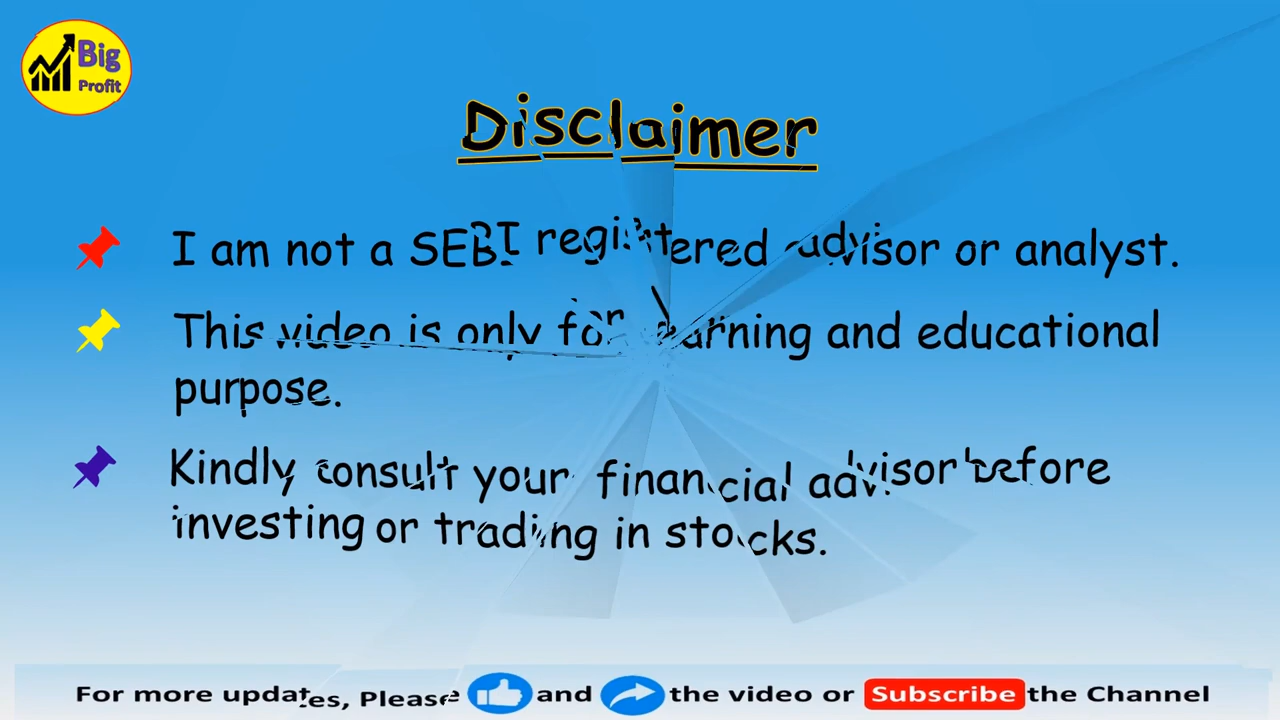 Big
Profit
Disclaimer
I am not a SEBI registered advisor or analyst.
This video is only for learning and educational
purpose.
Kindly consult your financial advisor before
investing or trading in stocks.
For more updates, Please and the video or Subscribe the Channel